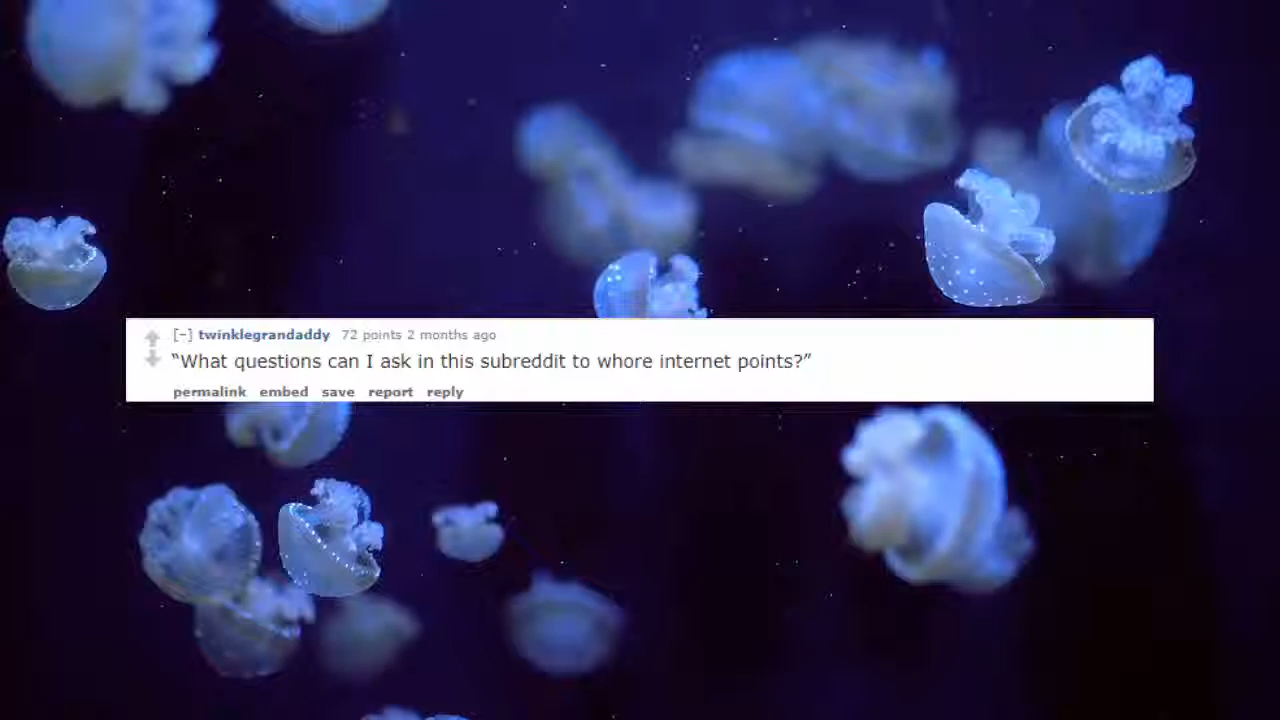 [–] twinklegrandaddy 72 points 2 months ago
“What questions can I ask in this subreddit to whore internet points?”
permalink embed save report reply